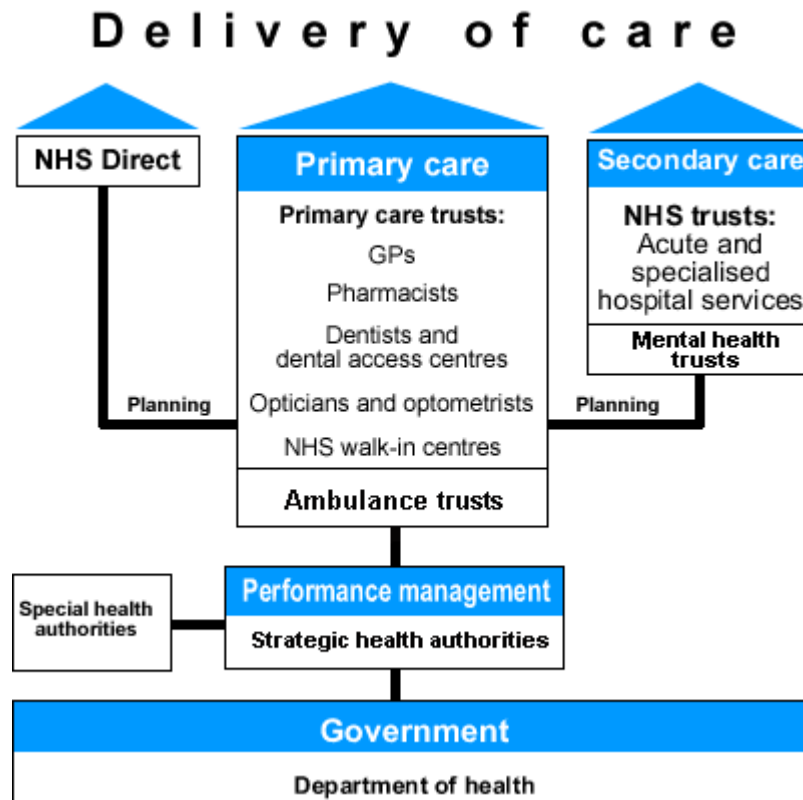 Delivery of care
NHS Direct
Primary care
Primary care trusts:
GPs
Pharmacists
Dentists and
dental access centres
Opticians and optometrists
NHS walk-in centres
Ambulance trusts
Secondary care
NHS trusts:
Acute and
specialised
hospital services
Mental health
trusts
Planning
Planning
Performance management
Strategic health authorities
Special health
authorities
Government
Department of health